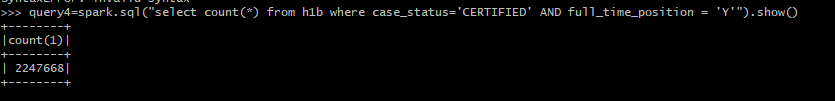 SyntaxError: invalid syntax
>>> query4=spark.sql("select count(*) from h1b where case_status='CERTIFIED' AND full_time_position = 'Y'").show()
+--------+
|count(1)|
+--------+
| 2247668|
+--------+